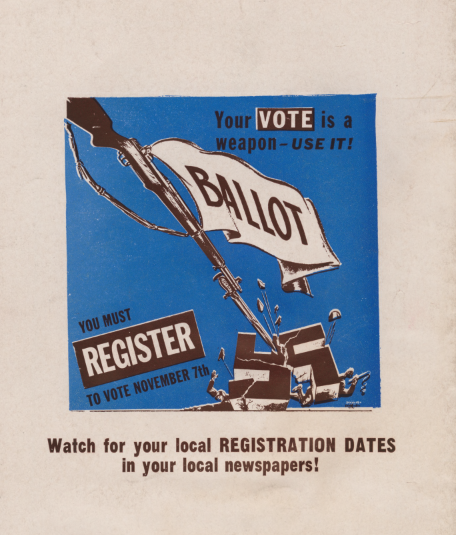 Your VOTE is a
weapon – USE IT!
BALLOT
YOU MUST
REGISTER
TO VOTE NOVEMBER 7th
Watch for your local REGISTRATION DATES
in your local newspapers!